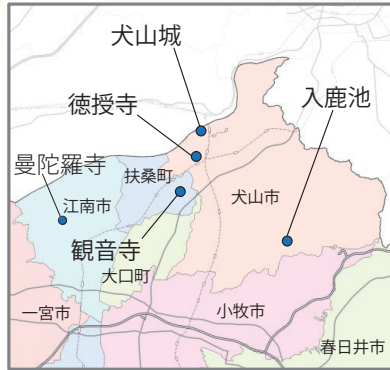 犬山城
徳授寺
入鹿池
曼陀羅寺
扶桑町
江南市
犬山市
観音寺
大口町
一宮市
小牧市
春日井市